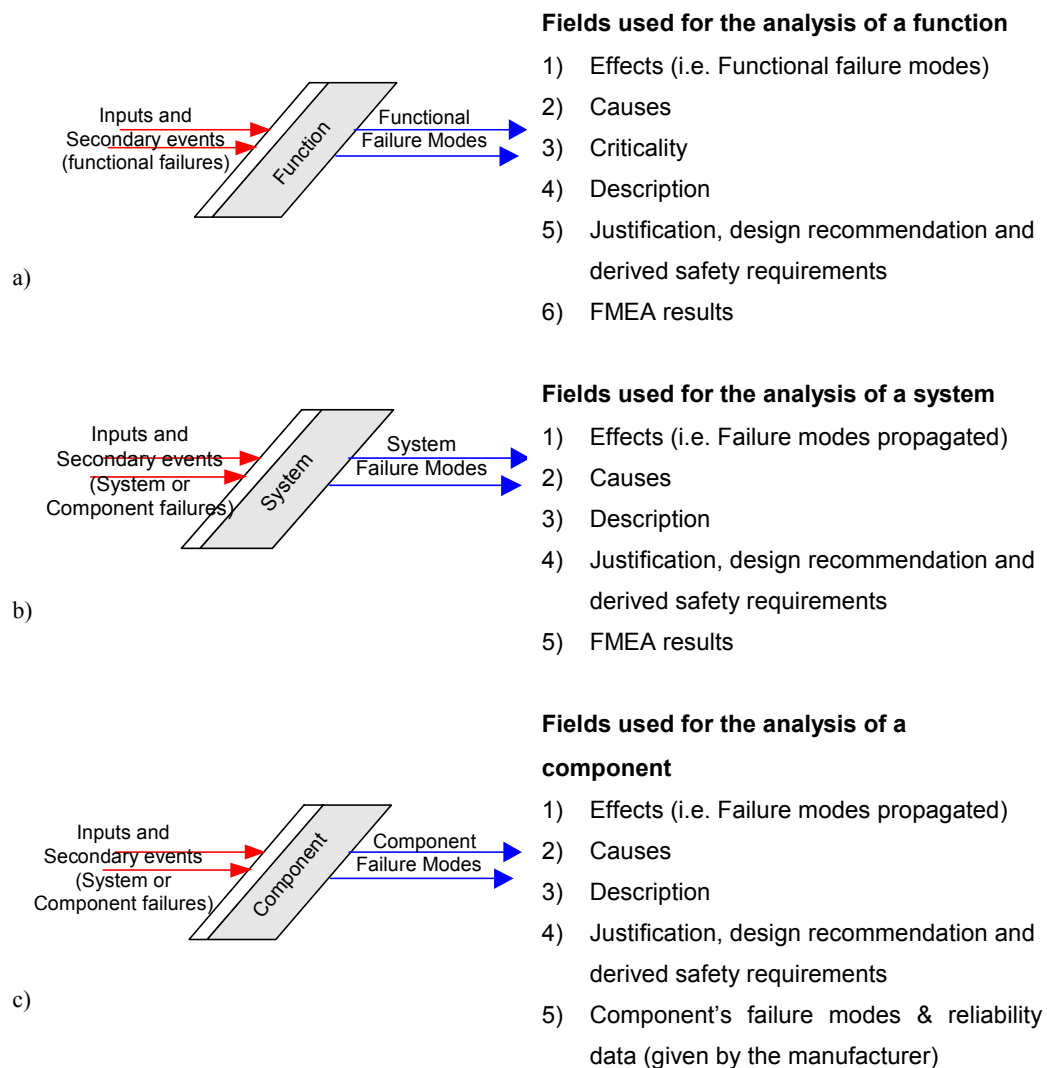 Fields used for the analysis of a function
1) Effects (i.e. Functional failure modes)
2) Causes
3) Criticality
4) Description
5) Justification, design recommendation and
derived safety requirements
6) FMEA results
Inputs and
Secondary events
(functional failures)
Function
Functional
Failure Modes
a)
Fields used for the analysis of a system
1) Effects (i.e. Failure modes propagated)
2) Causes
3) Description
4) Justification, design recommendation and
derived safety requirements
5) FMEA results
Inputs and
Secondary events
(System or
Component failures)
System
System
Failure Modes
b)
Fields used for the analysis of a
component
1) Effects (i.e. Failure modes propagated)
2) Causes
3) Description
4) Justification, design recommendation and
derived safety requirements
5) Component's failure modes & reliability
data (given by the manufacturer)
Inputs and
Secondary events
(System or
Component failures)
Component
Component
Failure Modes
c)